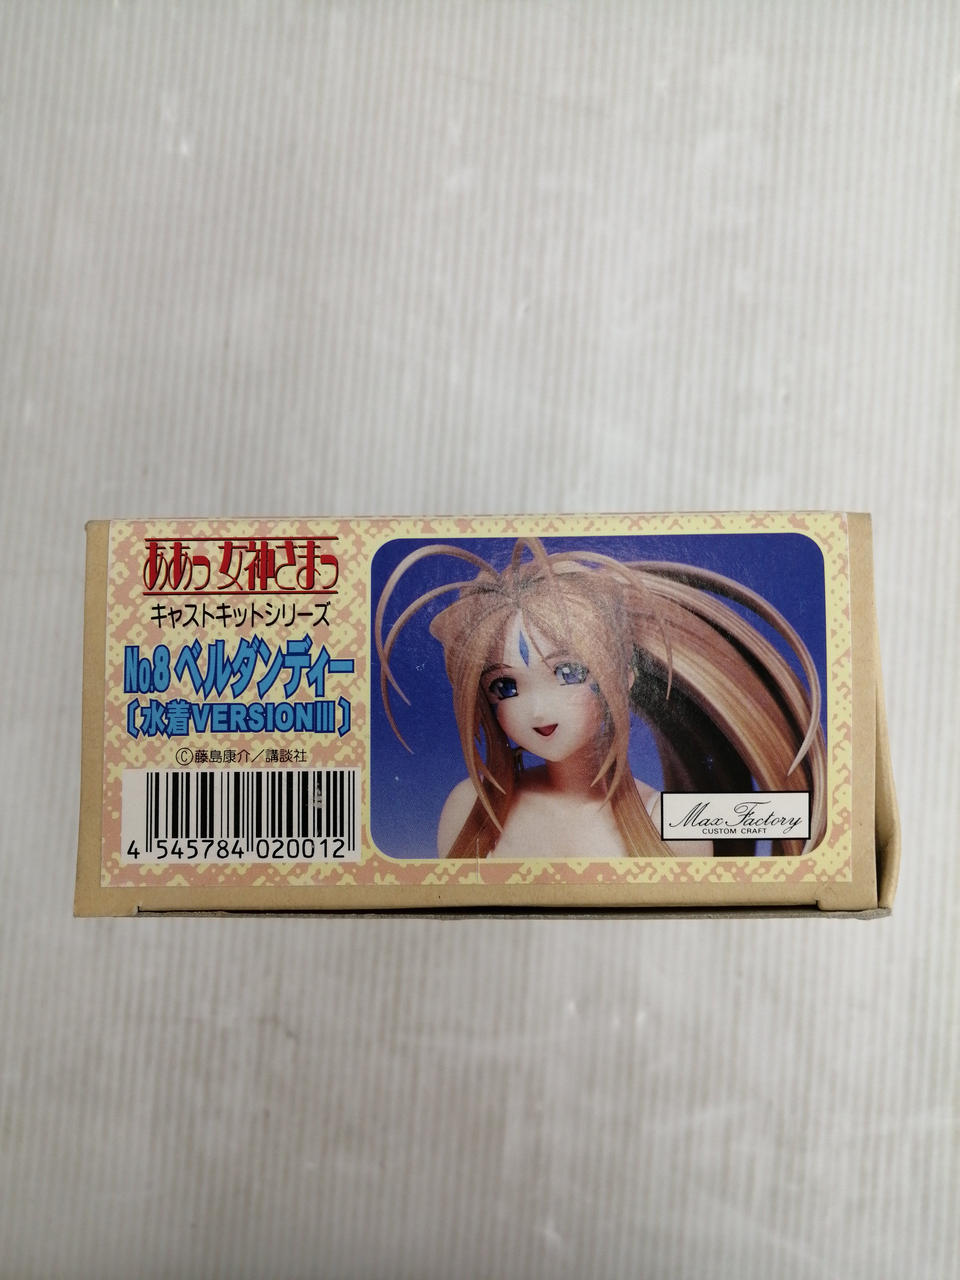 ああっ女神さまっ
キャストキットシリーズ
No.8 ベルダンディー
〔水着VERSIONⅢ〕
Ⓒ藤島康介／講談社
4 545784 020012
Max Factory
CUSTOM CRAFT